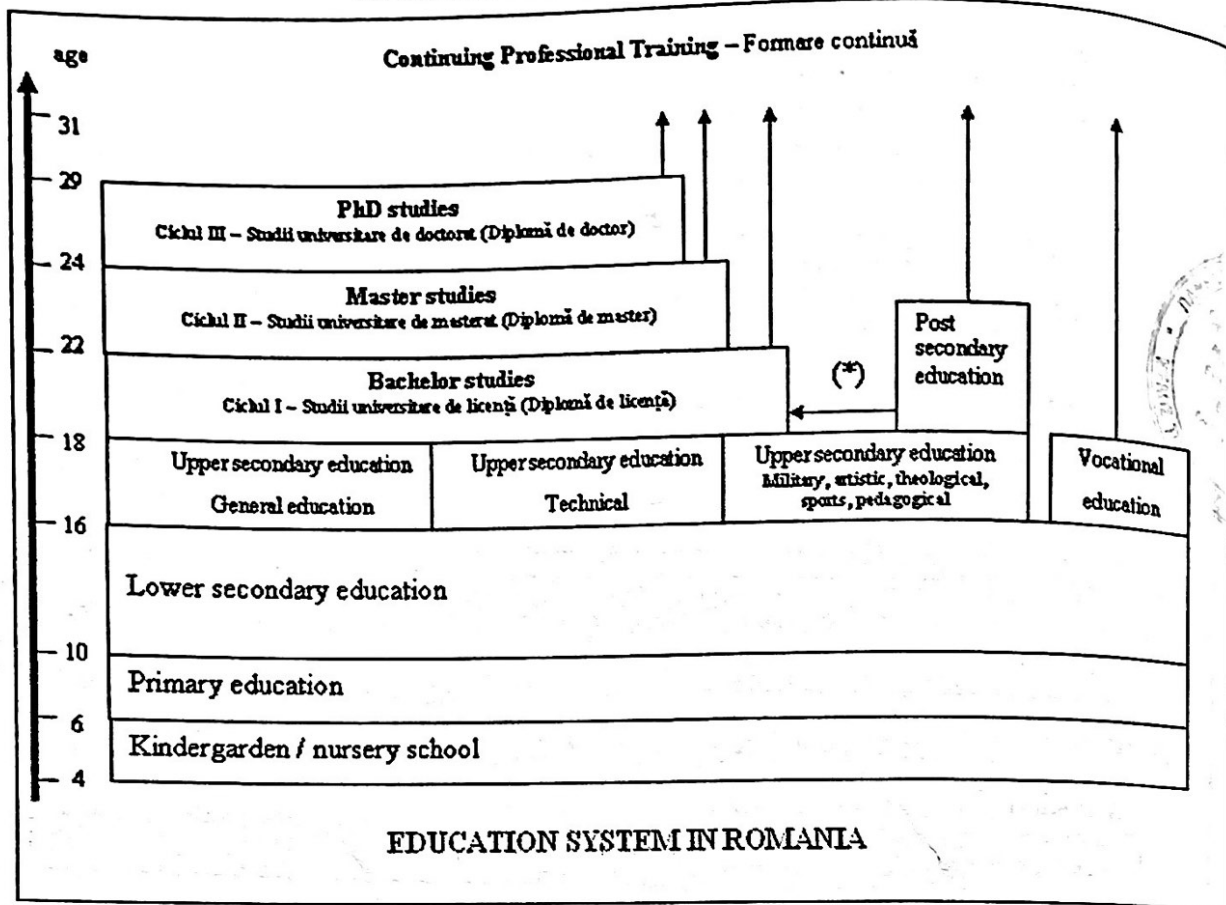 age
Continuing Professional Training – Formare continuă
31
29
PhD studies
Ciclul III – Studii universitare de doctorat (Diplomă de doctor)
24
Master studies
Ciclul II – Studii universitare de masterat (Diplomă de master)
22
Bachelor studies
Ciclul I – Studii universitare de licență (Diplomă de licență)
(*)
Post
secondary
education
18
Upper secondary education
General education
Upper secondary education
Technical
Upper secondary education
Military, artistic, theological,
sports, pedagogical
Vocational
education
16
Lower secondary education
10
Primary education
6
Kindergarden / nursery school
4
EDUCATION SYSTEM IN ROMANIA